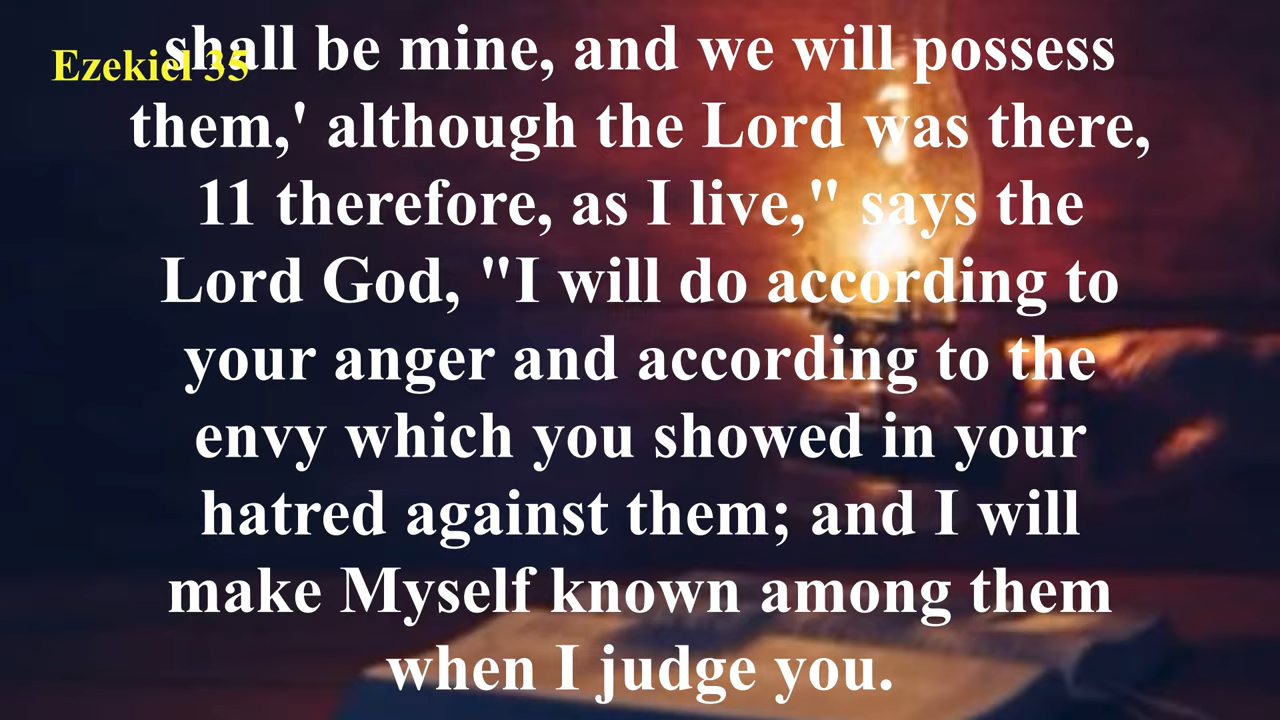 Ezekiel 35
shall be mine, and we will possess
them,' although the Lord was there,
11 therefore, as I live," says the
Lord God, "I will do according to
your anger and according to the
envy which you showed in your
hatred against them; and I will
make Myself known among them
when I judge you.